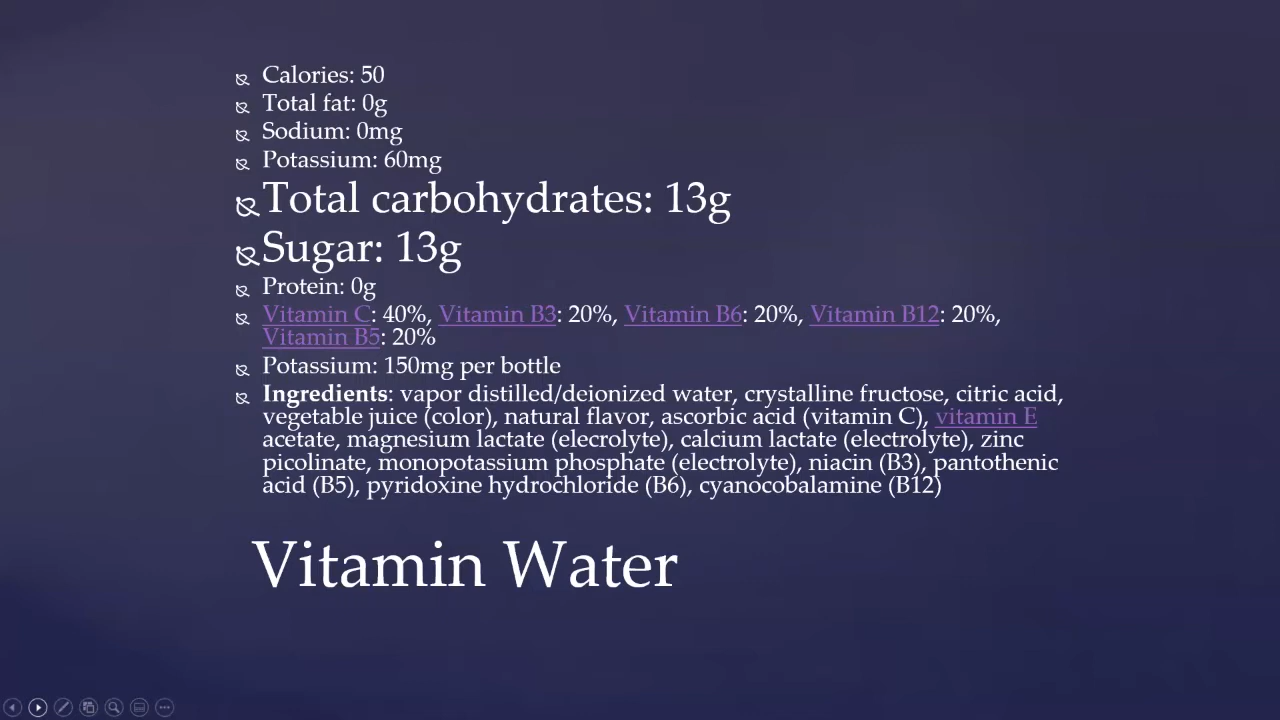 Calories: 50
Total fat: 0g
Sodium: 0mg
Potassium: 60mg
Total carbohydrates: 13g
Sugar: 13g
Protein: 0g
Vitamin C: 40%, Vitamin B3: 20%, Vitamin B6: 20%, Vitamin B12: 20%,
Vitamin B5: 20%
Potassium: 150mg per bottle
Ingredients: vapor distilled/deionized water, crystalline fructose, citric acid,
vegetable juice (color), natural flavor, ascorbic acid (vitamin C), vitamin E
acetate, magnesium lactate (elecrolyte), calcium lactate (electrolyte), zinc
picolinate, monopotassium phosphate (electrolyte), niacin (B3), pantothenic
acid (B5), pyridoxine hydrochloride (B6), cyanocobalamine (B12)
Vitamin Water